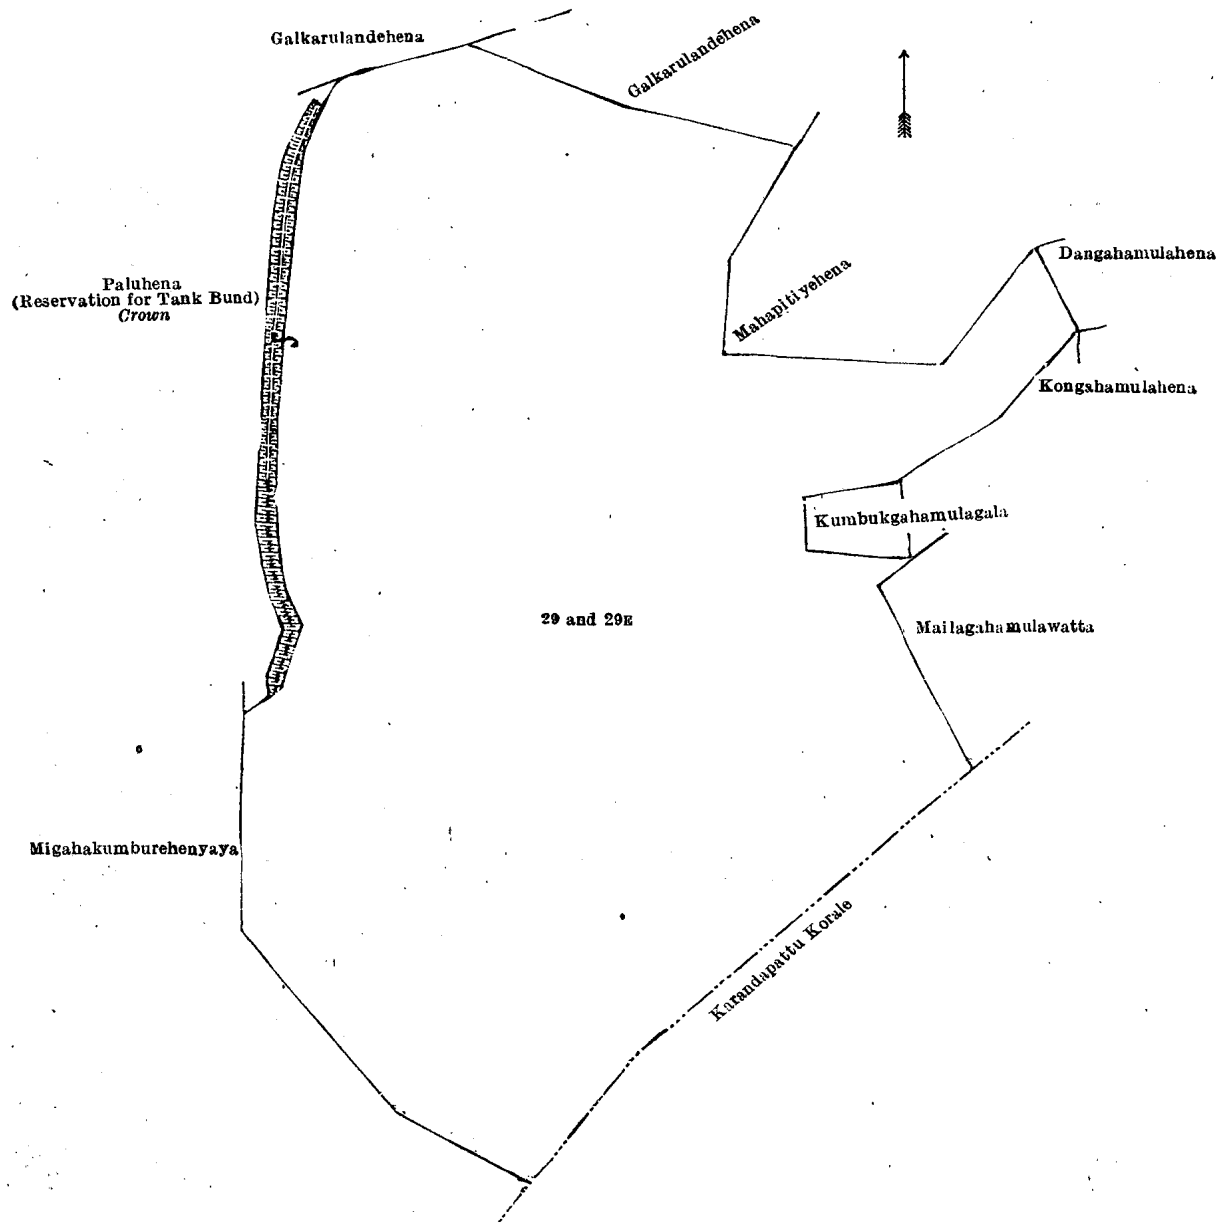 Galkarulandehena
Galkarulandehena
Dangahamulahena
Mahapitiyehena
Paluhena
(Reservation for Tank Bund)
Crown
Kongahamulahena
Kumbukgahamulagala
29 and 29E
Mailagahamulawatta
Migahakumburehenyaya
Karandapattu Korale